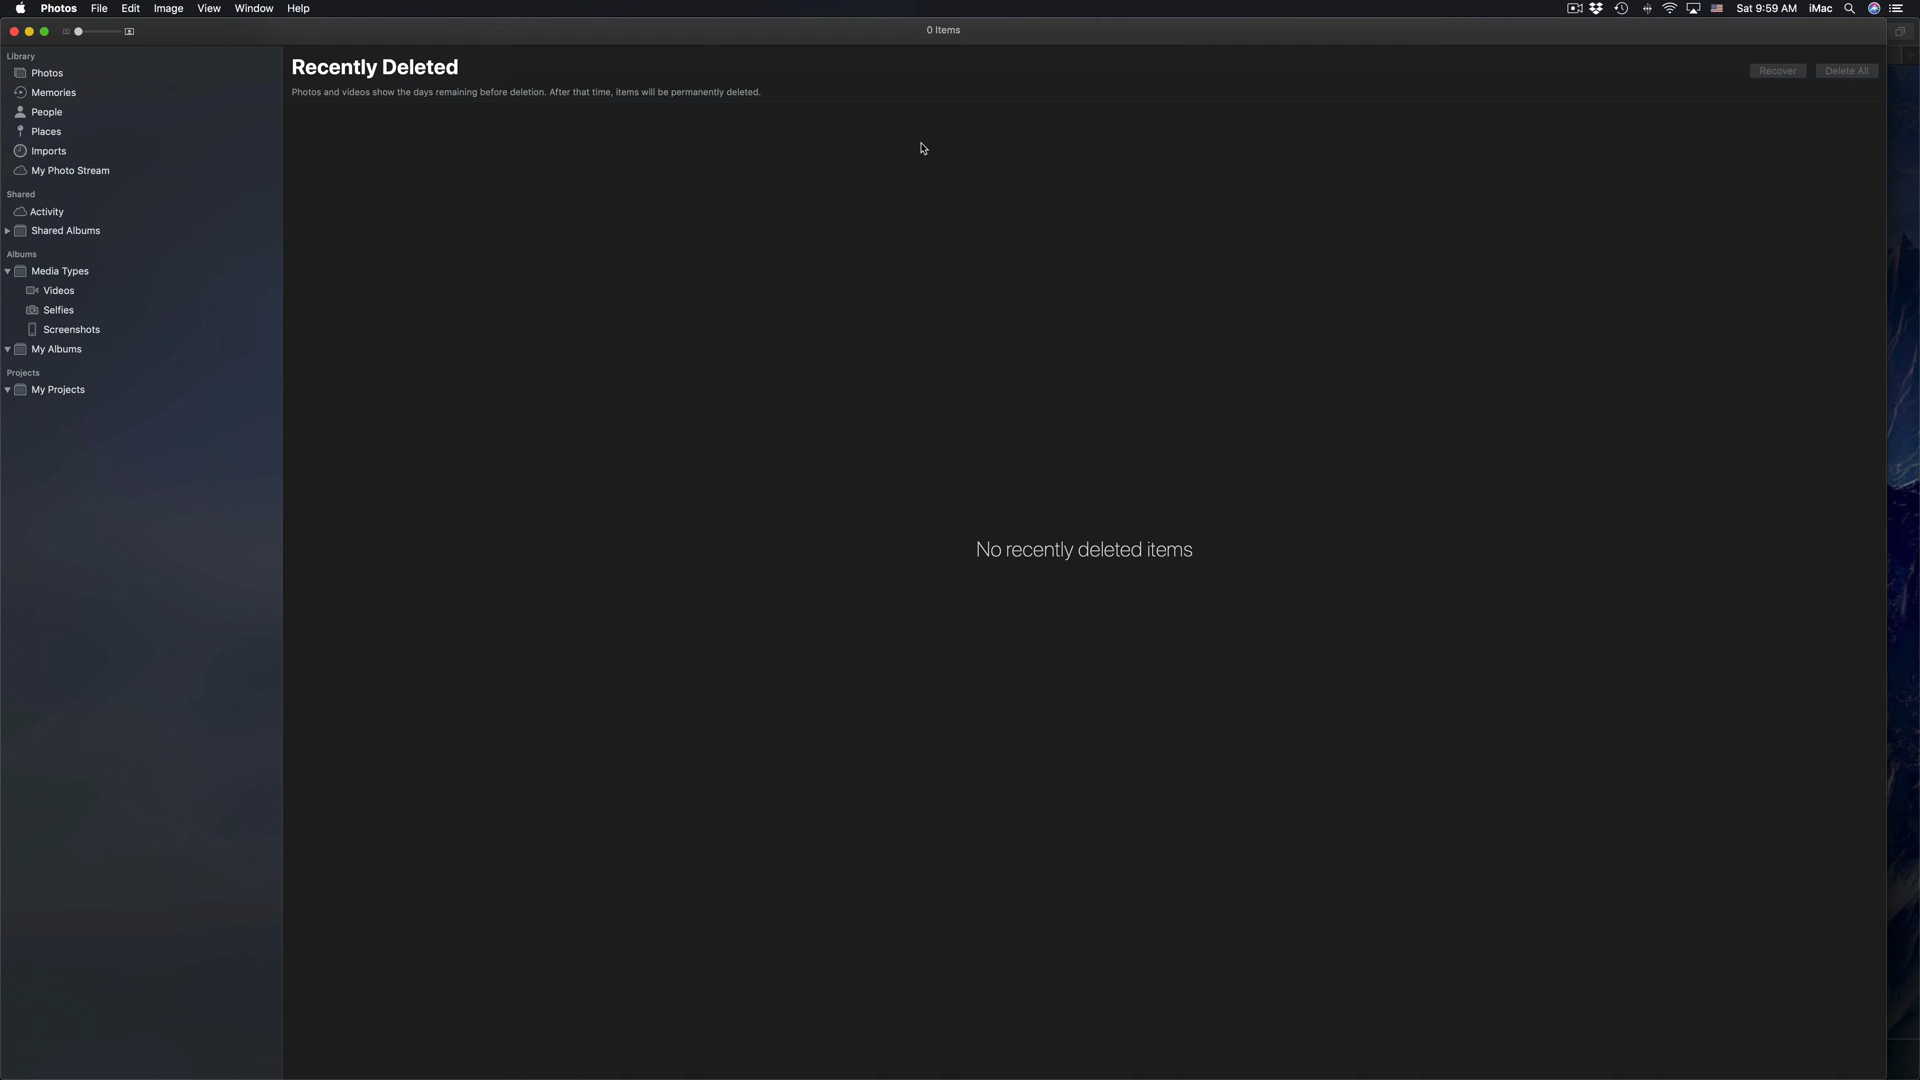 Photos File Edit Image View Window Help
Sat 9:59 AM iMac
0 Items
Library
Photos
Memories
People
Places
Imports
My Photo Stream
Shared
Activity
Shared Albums
Albums
Media Types
Videos
Selfies
Screenshots
My Albums
Projects
My Projects
Recently Deleted
Recover Delete All
Photos and videos show the days remaining before deletion. After that time, items will be permanently deleted.
No recently deleted items